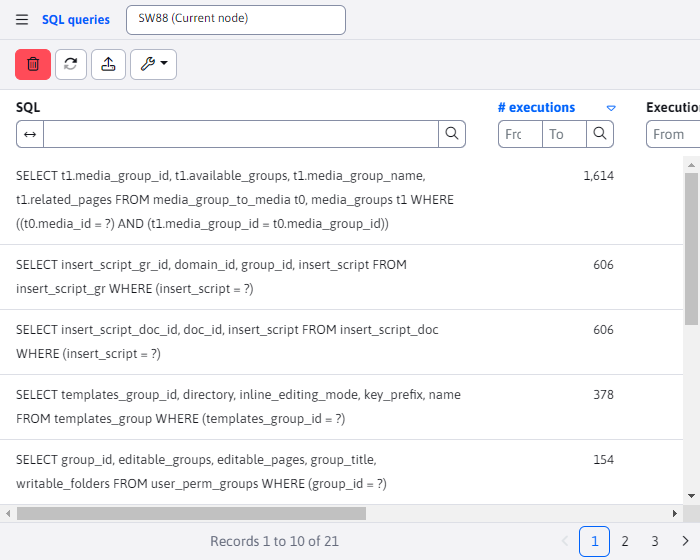 SQL queries
SW88 (Current node)
SQL
# executions
Executio
Frc
To
From
SELECT t1.media_group_id, t1.available_groups, t1.media_group_name,
t1.related_pages FROM media_group_to_media t0, media_groups t1 WHERE
((t0.media_id = ?) AND (t1.media_group_id = t0.media_group_id))
1,614
SELECT insert_script_gr_id, domain_id, group_id, insert_script FROM
insert_script_gr WHERE (insert_script = ?)
606
SELECT insert_script_doc_id, doc_id, insert_script FROM insert_script_doc
WHERE (insert_script = ?)
606
SELECT templates_group_id, directory, inline_editing_mode, key_prefix, name
FROM templates_group WHERE (templates_group_id = ?)
378
SELECT group_id, editable_groups, editable_pages, group_title,
writable_folders FROM user_perm_groups WHERE (group_id = ?)
154
Records 1 to 10 of 21
1 2 3